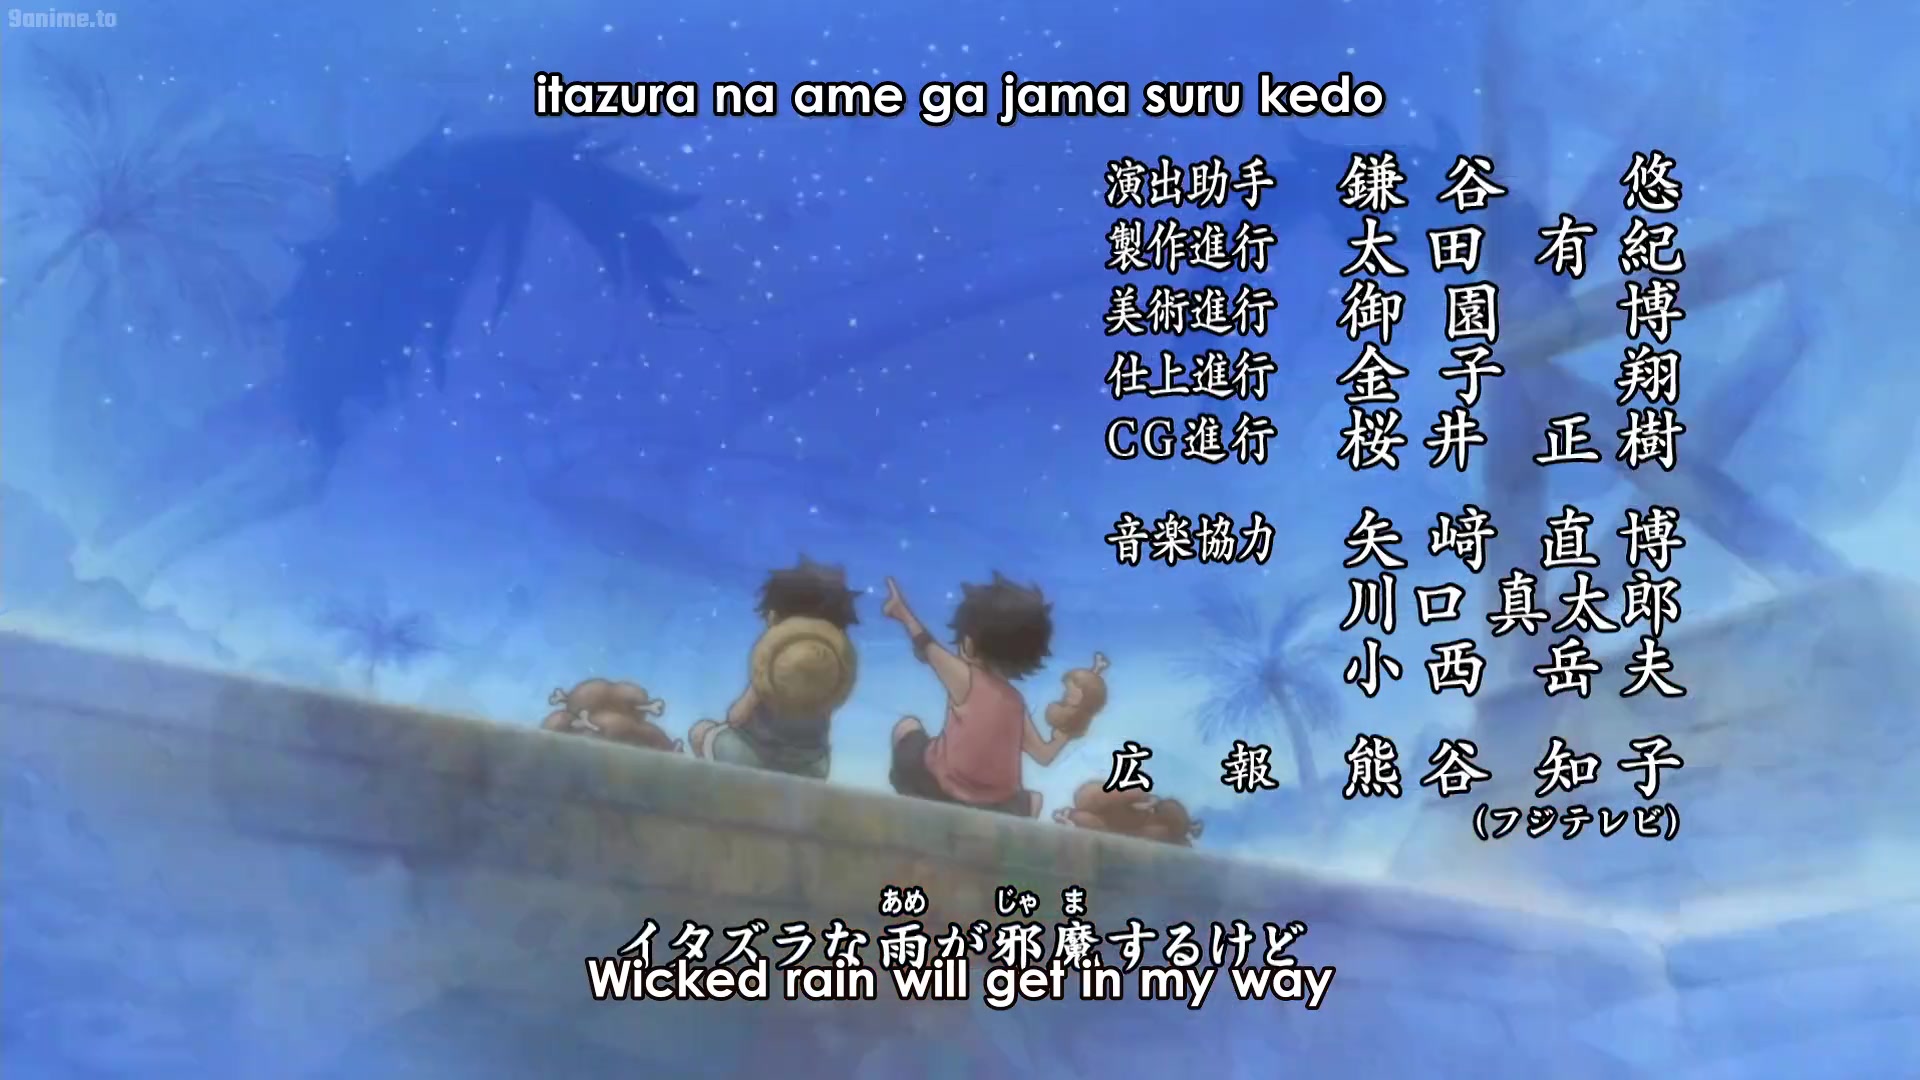 9anime.to
itazura na ame ga jama suru kedo
演出助手 鎌谷 悠
製作進行 太田 有紀
美術進行 御園 博
仕上進行 金子 翔
CG進行 桜井 正樹
音楽協力 矢﨑 直博
川口 真太郎
小西 岳夫
広 報 熊谷 知子
(フジテレビ)
あめ じゃ ま
イタズラな雨が邪魔するけど
Wicked rain will get in my way